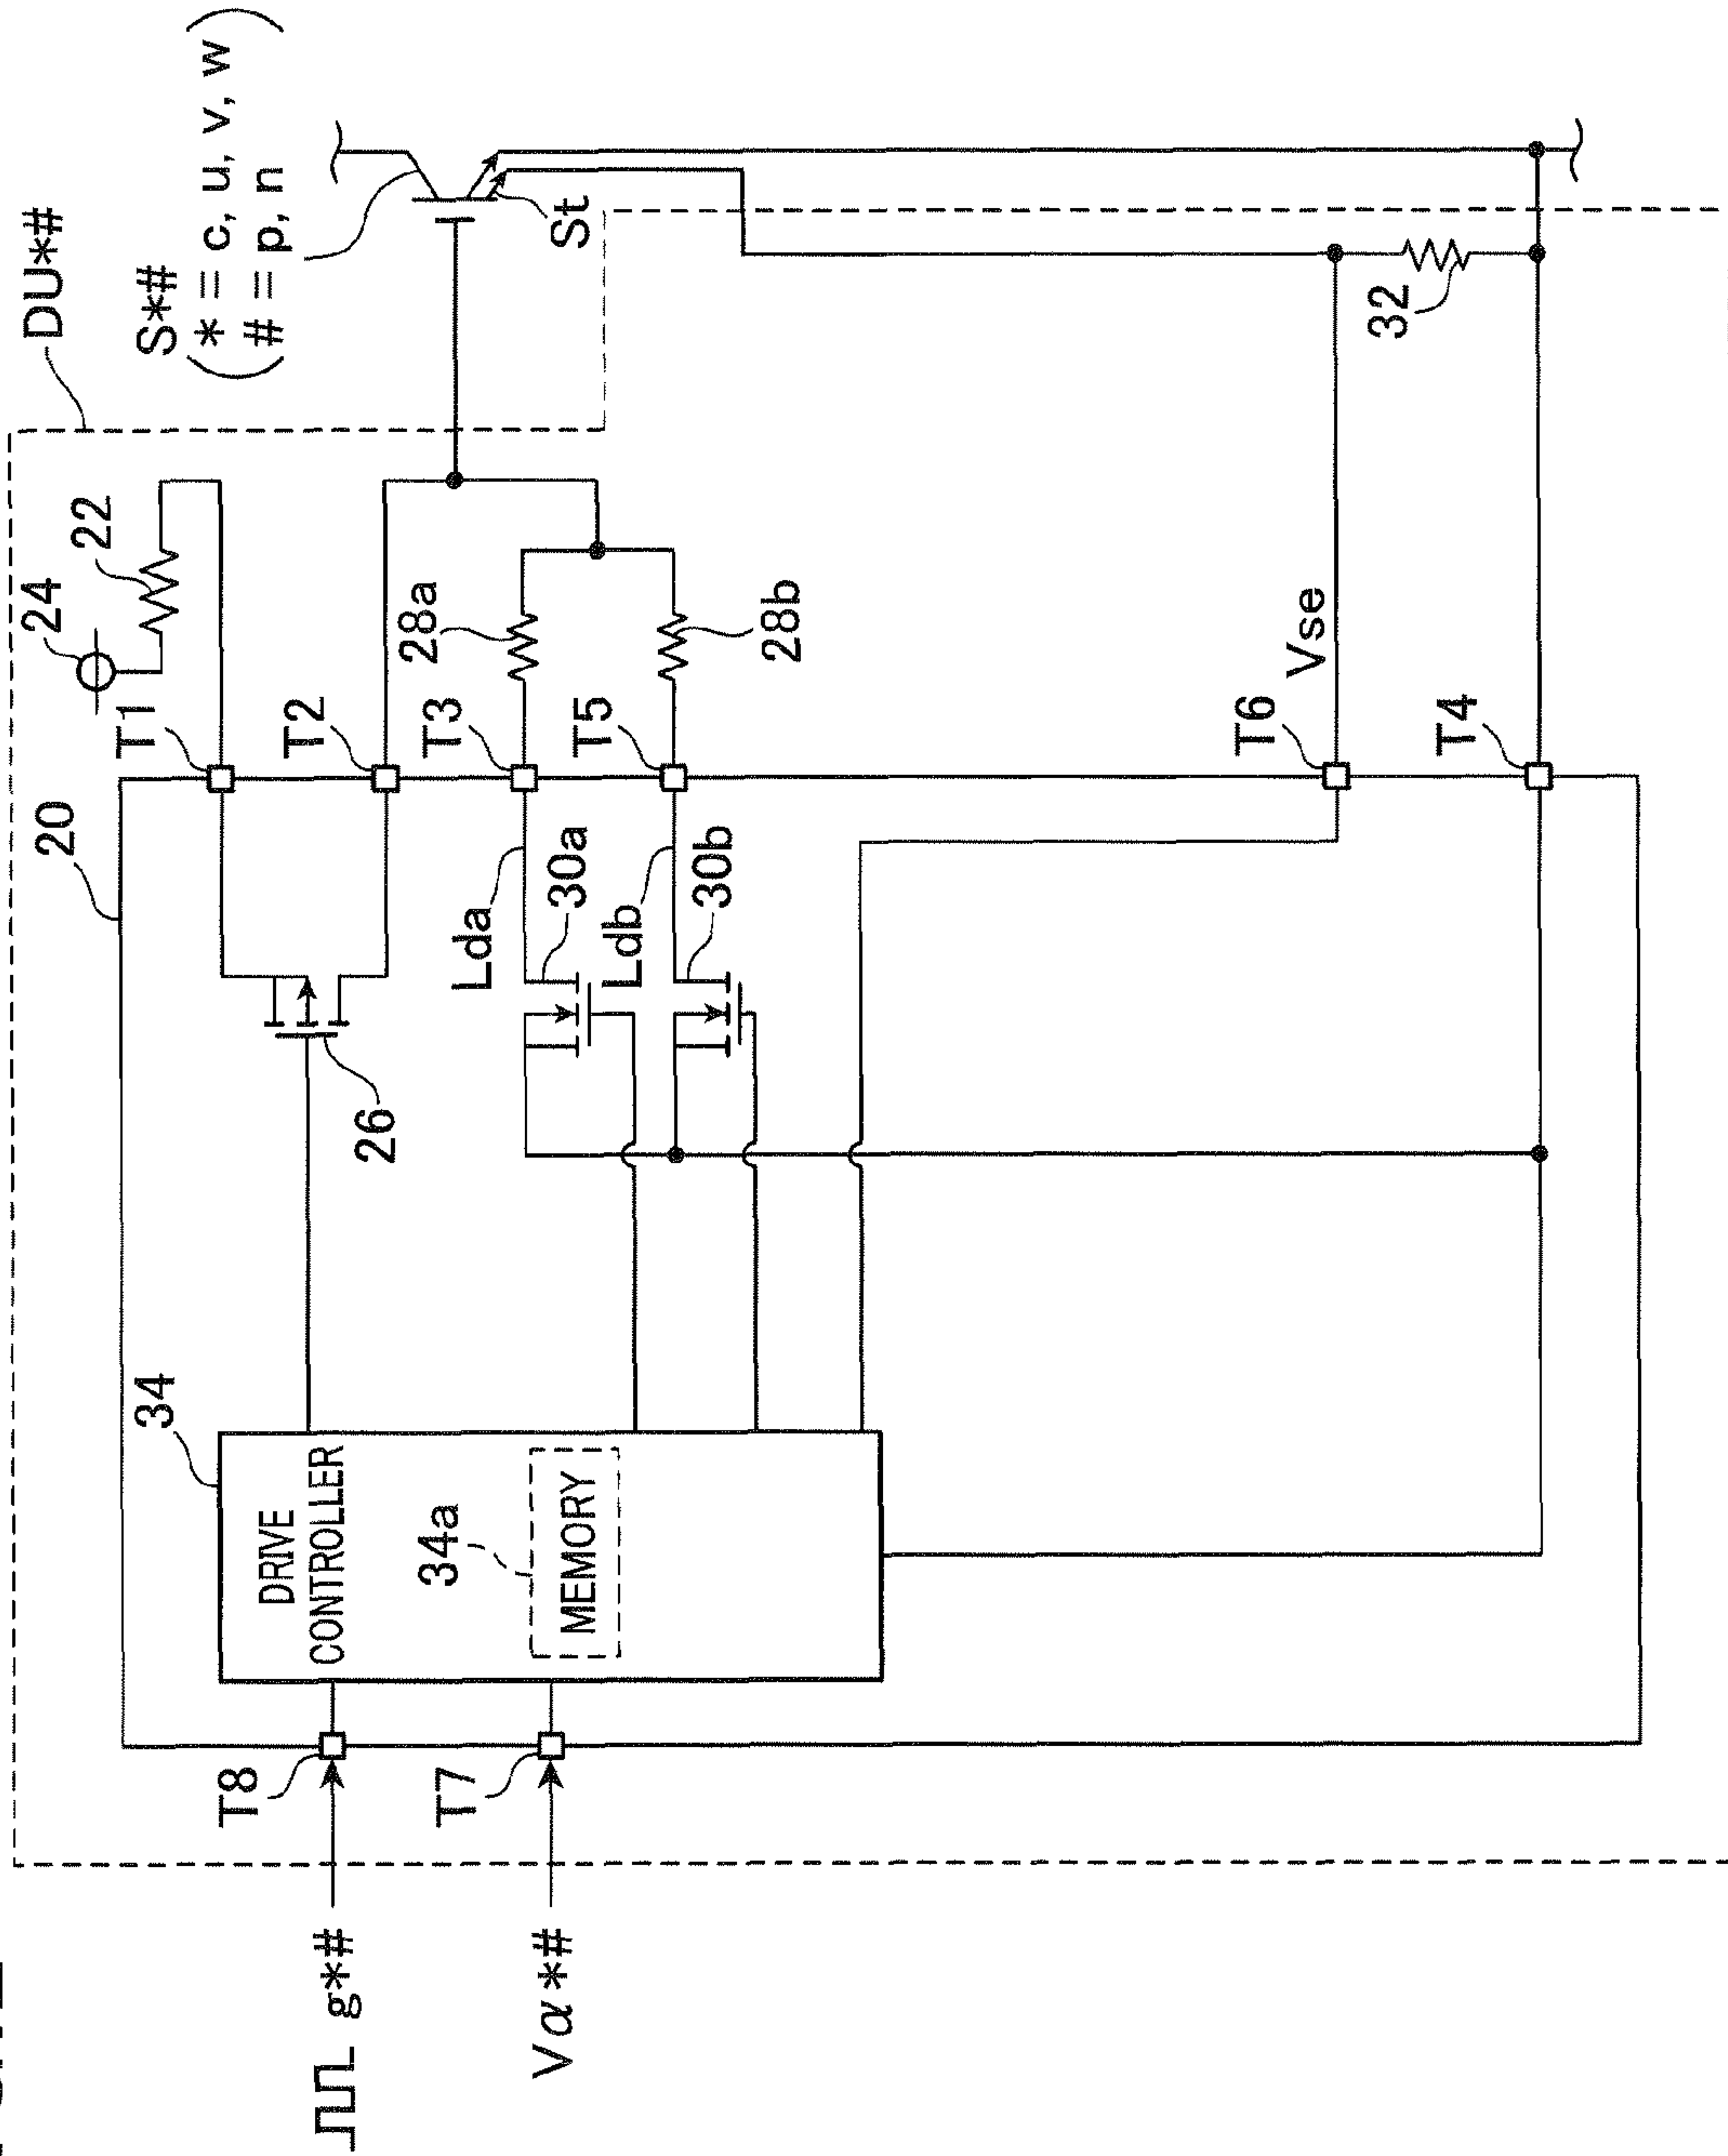 DU*#
S*#
( * = c, u, v, w )
( # = p, n )
24
22
20
T1
T2
T3
T5
T6
T4
28a
28b
St
32
Vse
26
Lda
30a
Ldb
30b
34
DRIVE
CONTROLLER
34a
MEMORY
T8
T7
g*#
Vα*#